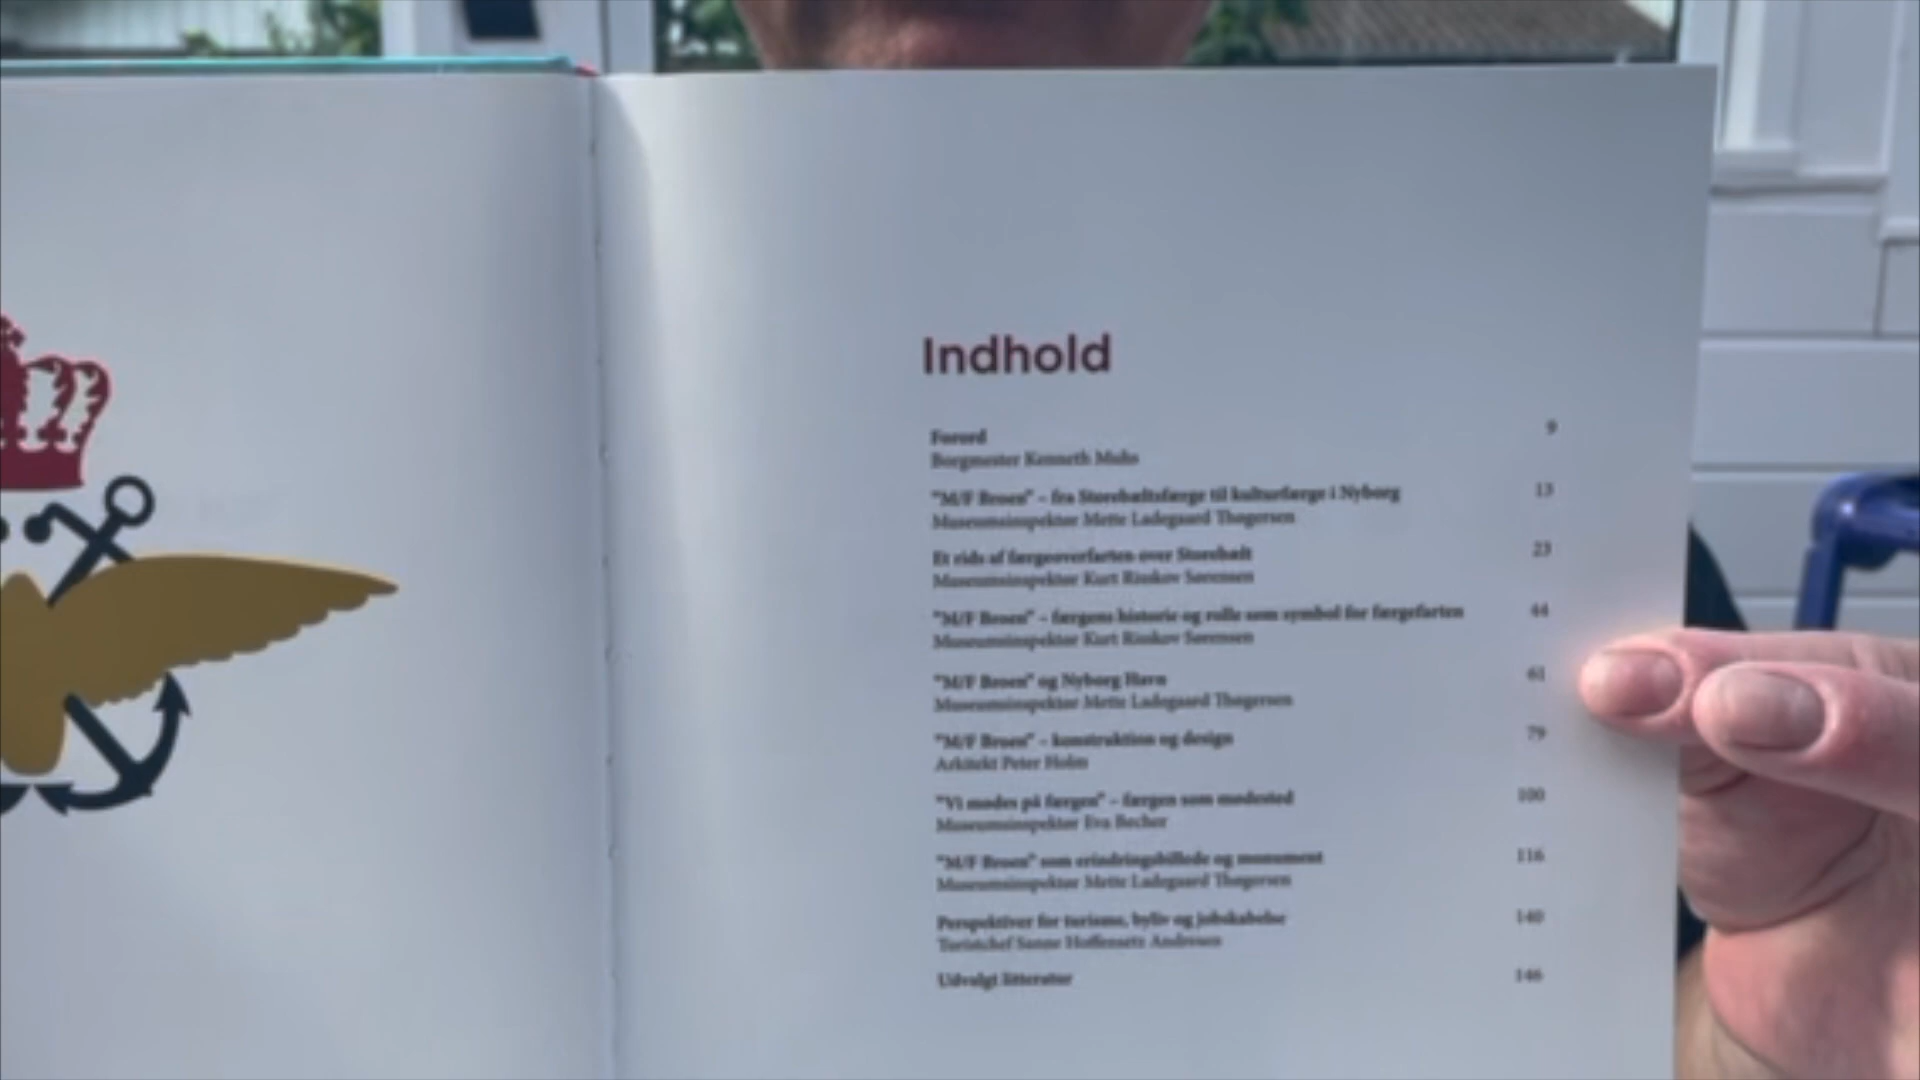 Indhold
Forord 9
Borgmester Kenneth Muhs
"M/F Broen" – fra Storebæltsfærge til kulturfærge i Nyborg 13
Museumsinspektør Mette Ladegaard Thøgersen
Et rids af færgeoverfarten over Storebælt 23
Museumsinspektør Kurt Risskov Sørensen
"M/F Broen" – færgens historie og rolle som symbol for færgefarten 44
Museumsinspektør Kurt Risskov Sørensen
"M/F Broen" og Nyborg Havn 61
Museumsinspektør Mette Ladegaard Thøgersen
"M/F Broen" – konstruktion og design 79
Arkitekt Peter Holm
"Vi mødes på færgen" – færgen som mødested 100
Museumsinspektør Eva Becher
"M/F Broen" som erindringsbillede og monument 116
Museumsinspektør Mette Ladegaard Thøgersen
Perspektiver for turisme, byliv og jobskabelse 140
Turistchef Sanne Hoffensetz Andresen
Udvalgt litteratur 146